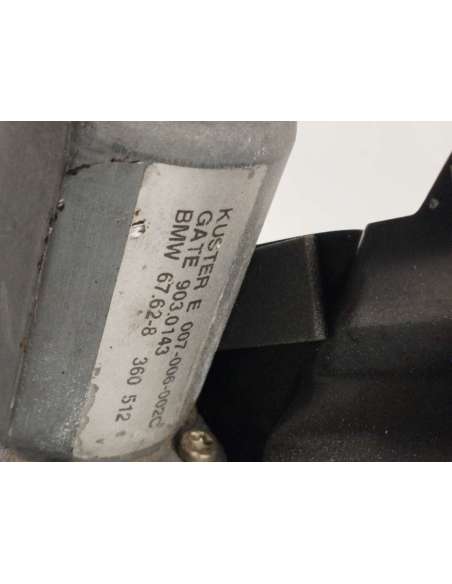 KUSTER E 007-006-002C
GATE 903.0143
BMW 67.62-8 360 512